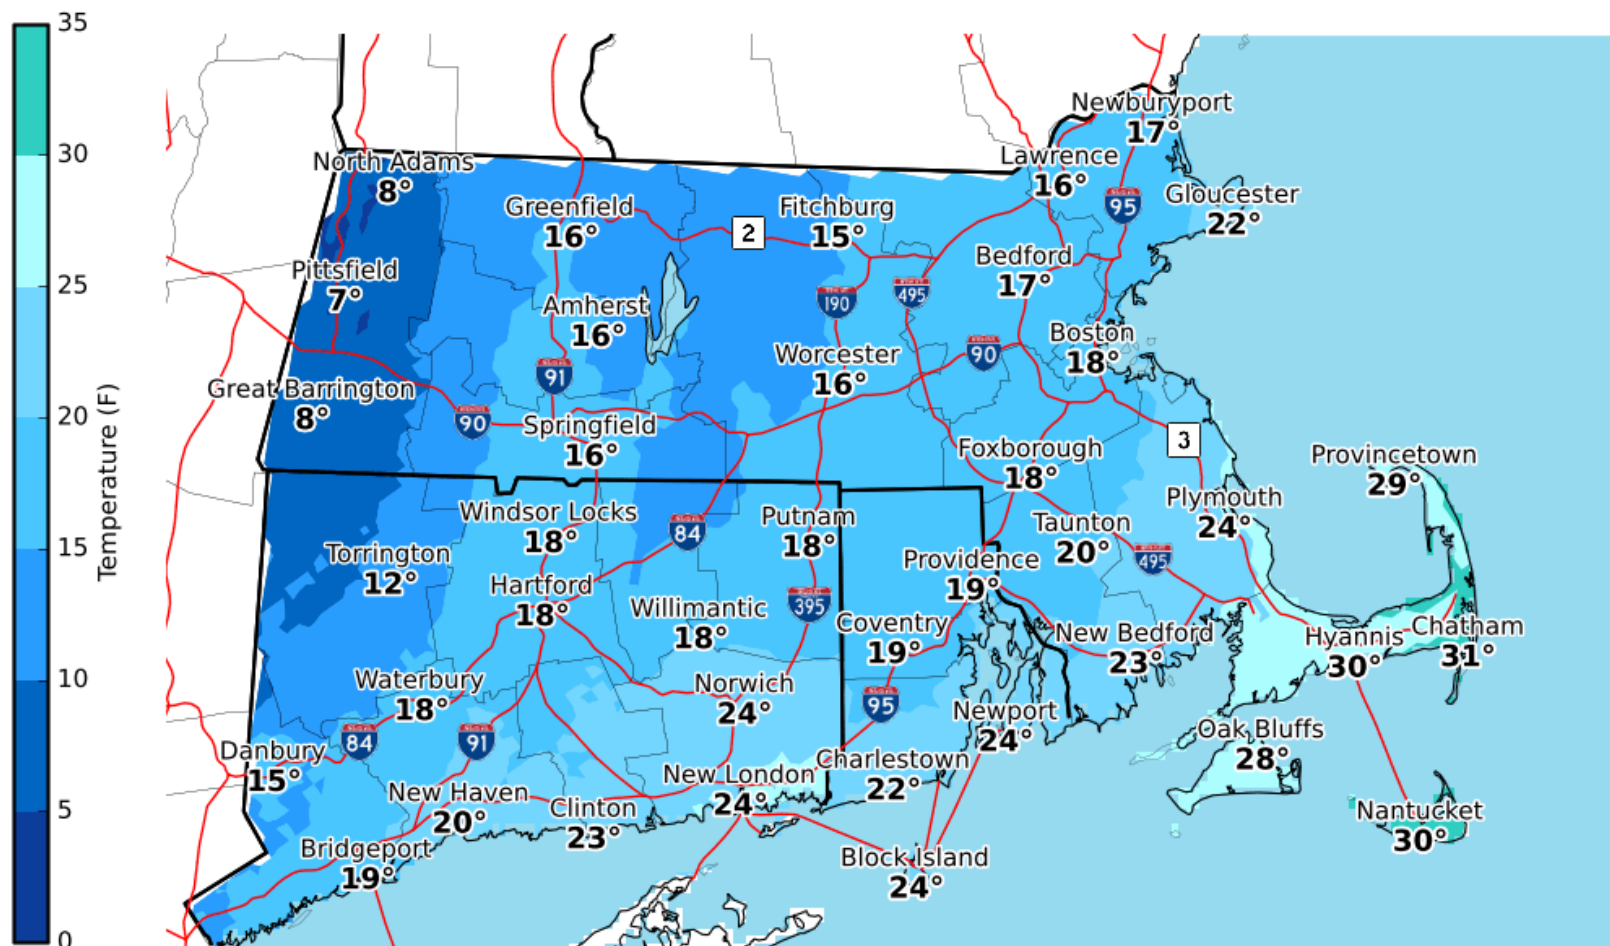 35
30
25
20
15
10
5
0
Temperature (F)
Newburyport
17°
Lawrence
16°
95
Gloucester
22°
North Adams
8°
Greenfield
16°
2
Fitchburg
15°
Pittsfield
7°
Bedford
17°
190
495
Amherst
16°
Boston
18°
Worcester
16°
90
91
Great Barrington
8°
90
Springfield
16°
3
Foxborough
18°
Provincetown
29°
Plymouth
24°
Windsor Locks
18°
84
Putnam
18°
Taunton
20°
495
Torrington
12°
Providence
19°
Hartford
18°
Willimantic
18°
395
Coventry
19°
New Bedford
23°
Hyannis
30°
Chatham
31°
Waterbury
18°
Norwich
24°
95
Newport
24°
Oak Bluffs
28°
Danbury
15°
84
91
New London
24°
Charlestown
22°
New Haven
20°
Clinton
23°
Nantucket
30°
Bridgeport
19°
Block Island
24°